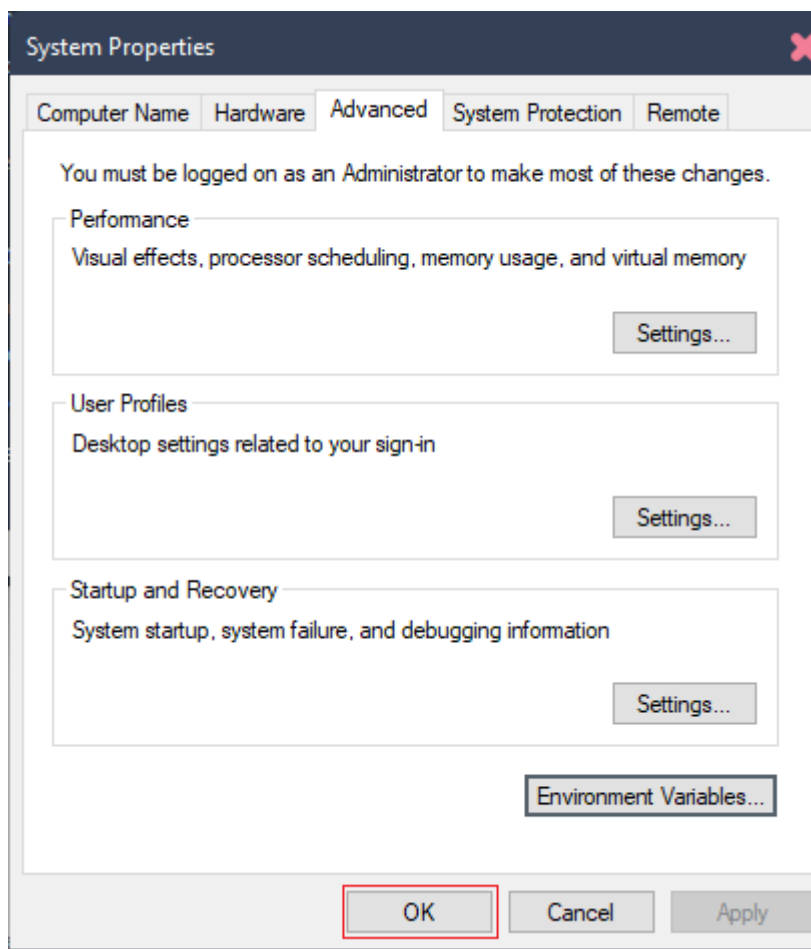 System Properties
Computer Name Hardware Advanced System Protection Remote
You must be logged on as an Administrator to make most of these changes.
Performance
Visual effects, processor scheduling, memory usage, and virtual memory
Settings...
User Profiles
Desktop settings related to your sign-in
Settings...
Startup and Recovery
System startup, system failure, and debugging information
Settings...
Environment Variables...
OK Cancel Apply